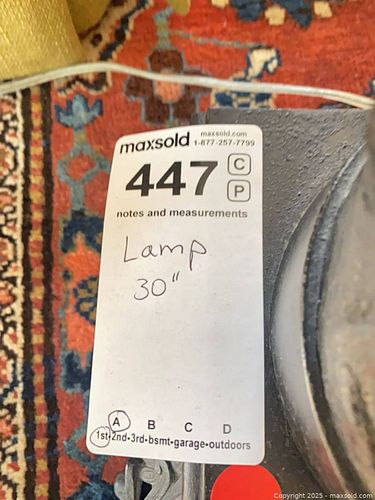 maxsold maxsold.com
1-877-257-7799
447 C
P
notes and measurements
Lamp
30"
A B C D
1st-2nd-3rd-bsmt-garage-outdoors
Copyright 2025 - maxsold.com